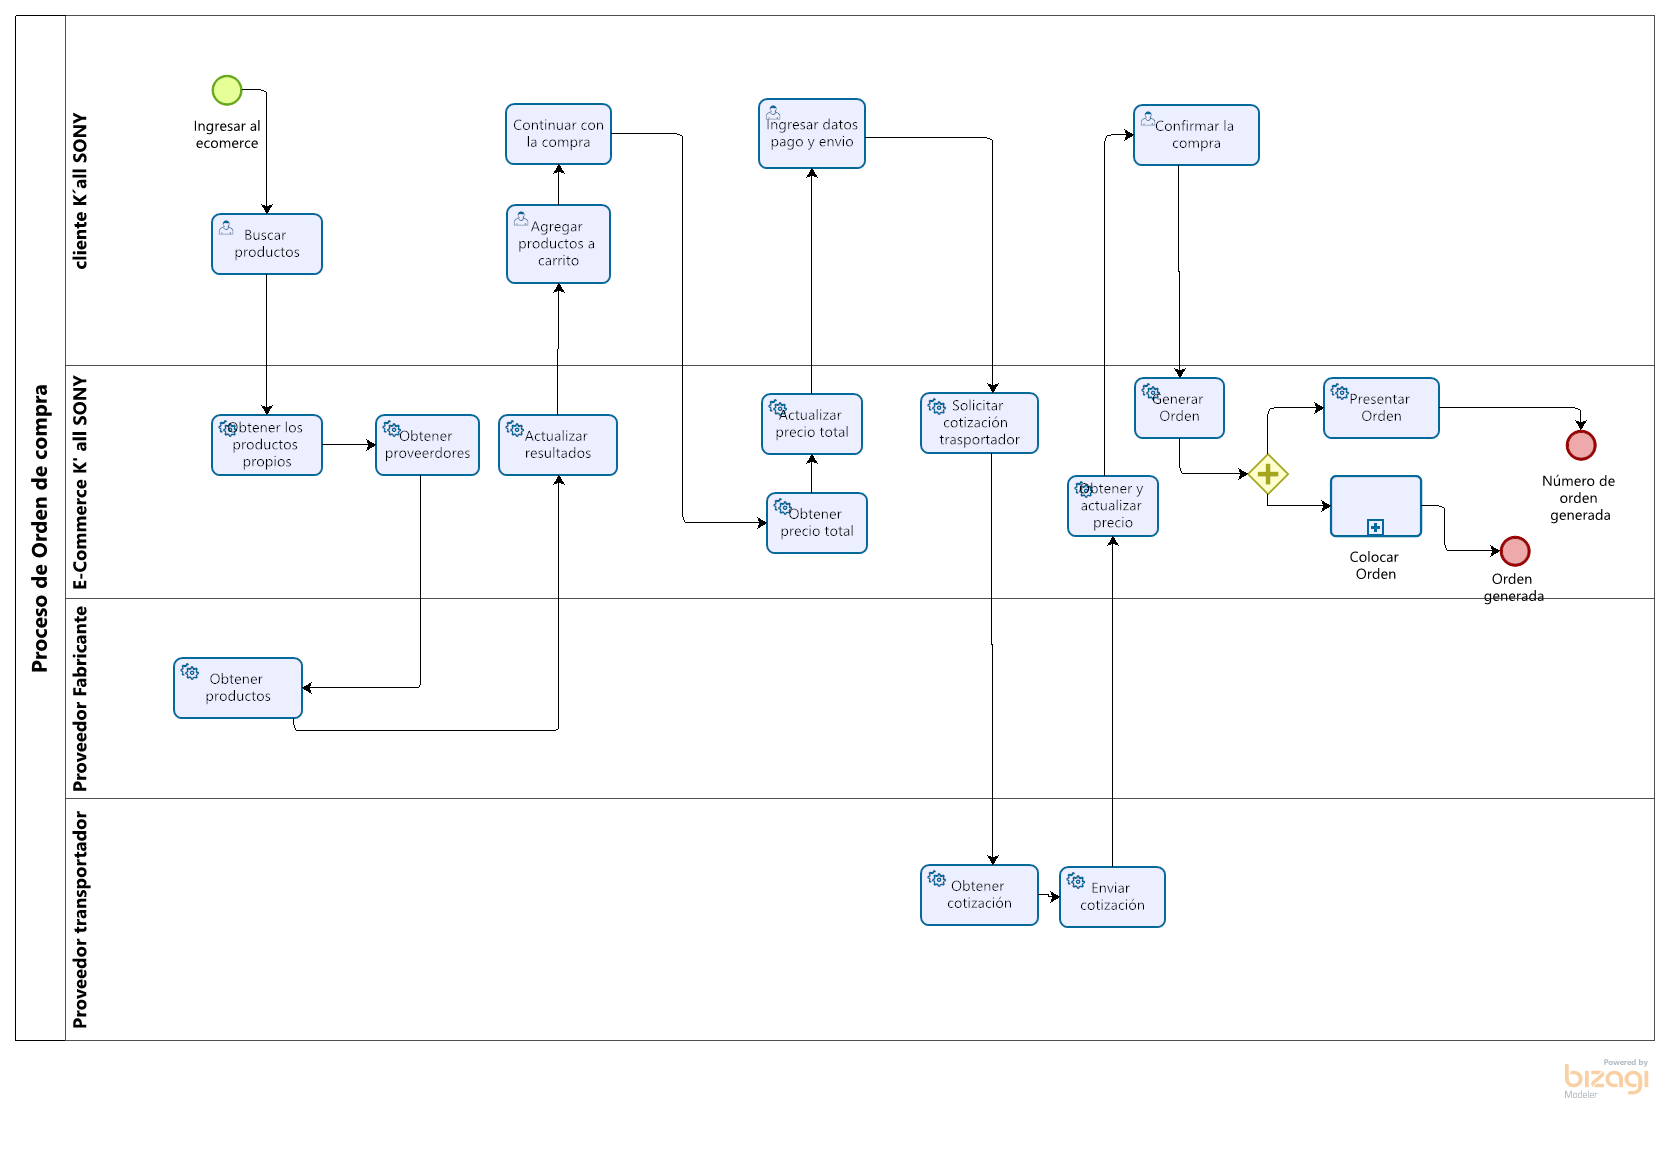 Proceso de Orden de compra
cliente K´all SONY
Ingresar al
ecomerce
Buscar
productos
Continuar con
la compra
Agregar
productos a
carrito
Ingresar datos
pago y envio
Confirmar la
compra
E-Commerce K' all SONY
Obtener los
productos
propios
Obtener
proveerdores
Actualizar
resultados
Actualizar
precio total
Obtener
precio total
Solicitar
cotización
trasportador
Obtener y
actualizar
precio
Generar
Orden
Presentar
Orden
Colocar
Orden
Número de
orden
generada
Orden
generada
Proveedor Fabricante
Obtener
productos
Proveedor transportador
Obtener
cotización
Enviar
cotización
Powered by
bizagi
Modeler